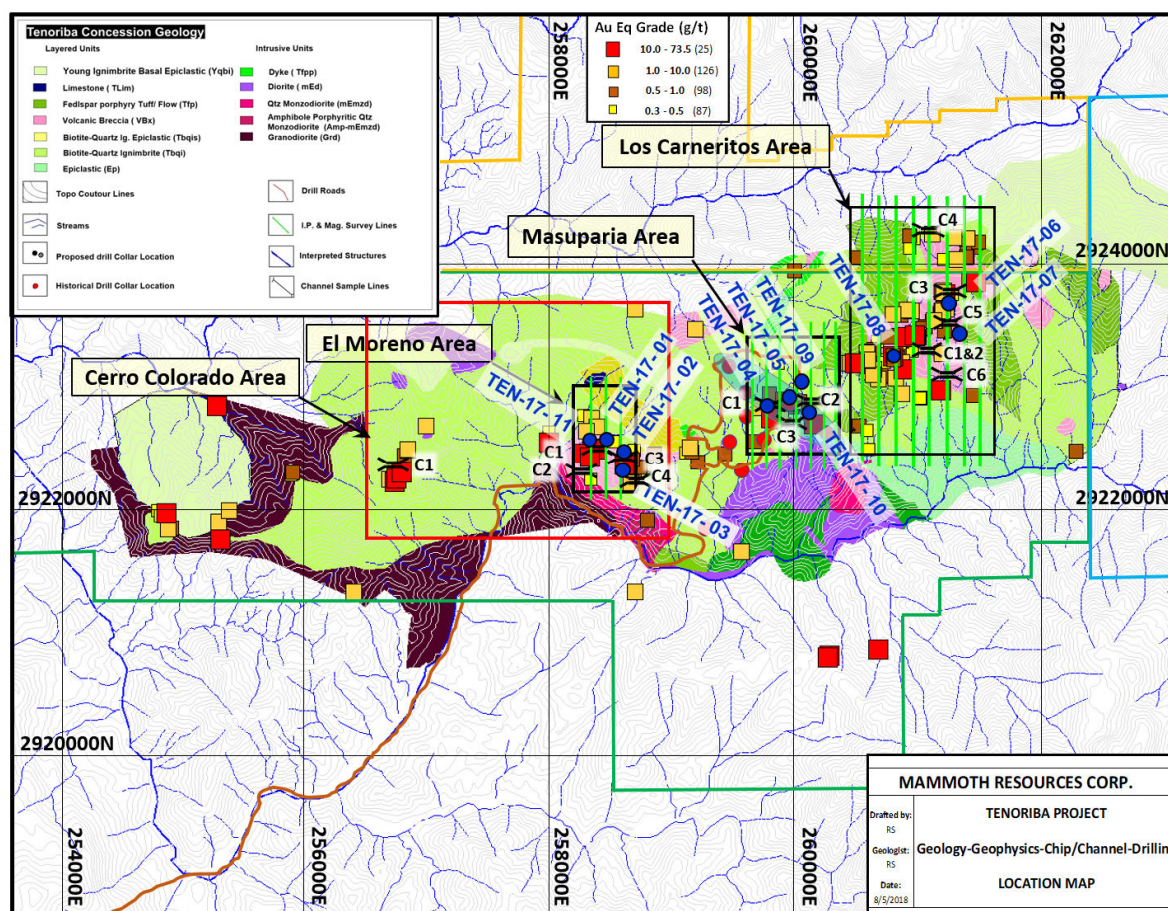 Tenoriba Concession Geology
Layered Units
Intrusive Units
Young Ignimbrite Basal Epiclastic (Yqbi)
Limestone ( TLim)
Fedlspar porphyry Tuff/ Flow (Tfp)
Volcanic Breccia ( VBx)
Biotite-Quartz Ig. Epiclastic (Tbqis)
Biotite-Quartz Ignimbrite (Tbqi)
Epiclastic (Ep)
Dyke ( Tfpp)
Diorite ( mEd)
Qtz Monzodiorite (mEmzd)
Amphibole Porphyritic Qtz
Monzodiorite (Amp-mEmzd)
Granodiorite (Grd)
Topo Coutour Lines
Streams
Proposed drill Collar Location
Historical Drill Collar Location
Drill Roads
I.P. & Mag. Survey Lines
Interpreted Structures
Channel Sample Lines
258000E
Au Eq Grade (g/t)
10.0 - 73.5 (25)
1.0 - 10.0 (126)
0.5 - 1.0 (98)
0.3 - 0.5 (87)
260000E
262000E
Los Carneritos Area
Masuparia Area
El Moreno Area
Cerro Colorado Area
2924000N
C4
TEN-17-06
TEN-17-07
C3
C5
C1&2
C6
TEN-17-08
TEN-17-09
TEN-17-05
TEN-17-04
C1
C2
C3
TEN-17-10
TEN-17-01
TEN-17- 02
TEN-17- 11
C1
C2
C3
C4
TEN-17- 03
C1
2922000N
2920000N
254000E
256000E
258000E
260000E
MAMMOTH RESOURCES CORP.
Drafted by:
RS
TENORIBA PROJECT
Geologist:
RS
Geology-Geophysics-Chip/Channel-Drillin
Date:
8/5/2018
LOCATION MAP